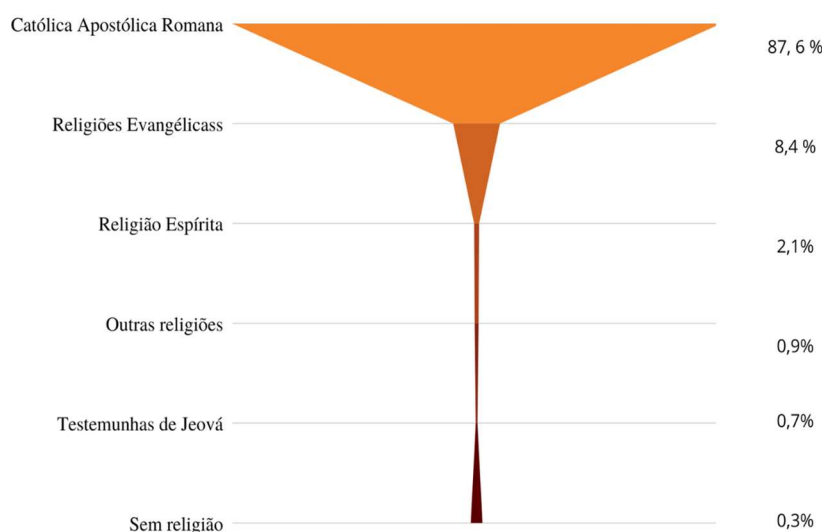 Católica Apostólica Romana
87, 6 %
Religiões Evangélicass
8,4 %
Religião Espírita
2,1%
Outras religiões
0,9%
Testemunhas de Jeová
0,7%
Sem religião
0,3%